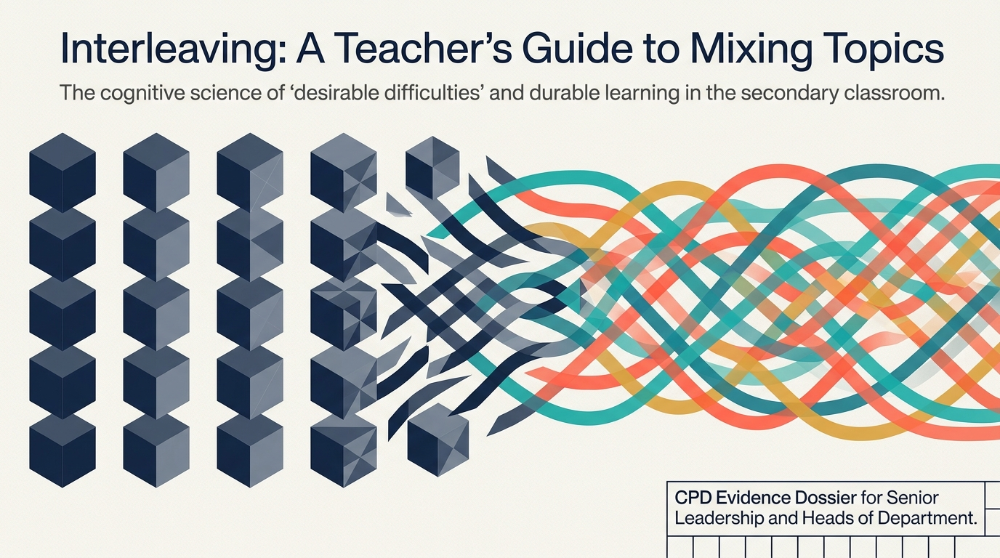 Interleaving: A Teacher’s Guide to Mixing Topics
The cognitive science of ‘desirable difficulties’ and durable learning in the secondary classroom.
CPD Evidence Dossier for Senior
Leadership and Heads of Department.